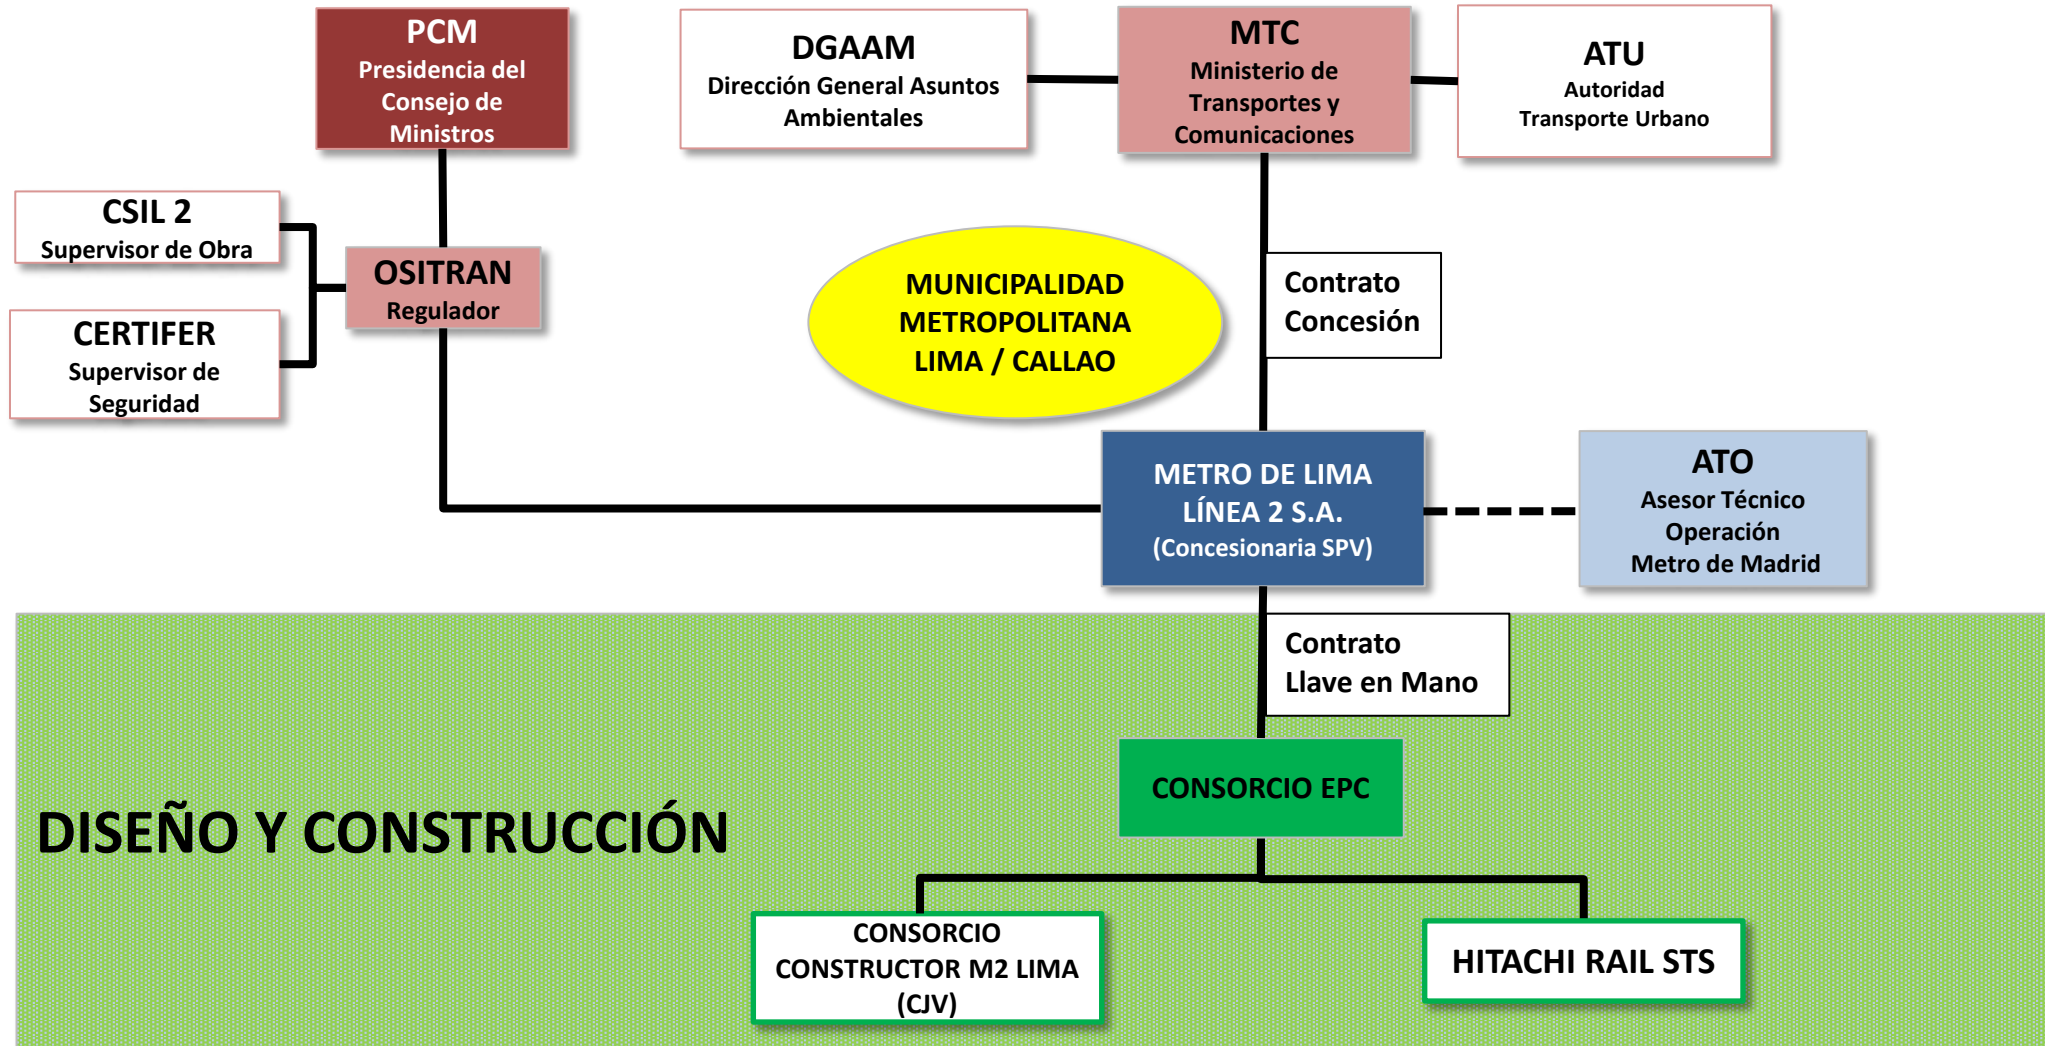 PCM
Presidencia del
Consejo de
Ministros
DGAAM
Dirección General Asuntos
Ambientales
MTC
Ministerio de
Transportes y
Comunicaciones
ATU
Autoridad
Transporte Urbano
CSIL 2
Supervisor de Obra
OSITRAN
Regulador
CERTIFER
Supervisor de
Seguridad
MUNICIPALIDAD
METROPOLITANA
LIMA / CALLAO
Contrato
Concesión
METRO DE LIMA
LÍNEA 2 S.A.
(Concesionaria SPV)
ATO
Asesor Técnico
Operación
Metro de Madrid
Contrato
Llave en Mano
CONSORCIO EPC
DISEÑO Y CONSTRUCCIÓN
CONSORCIO
CONSTRUCTOR M2 LIMA
(CJV)
HITACHI RAIL STS